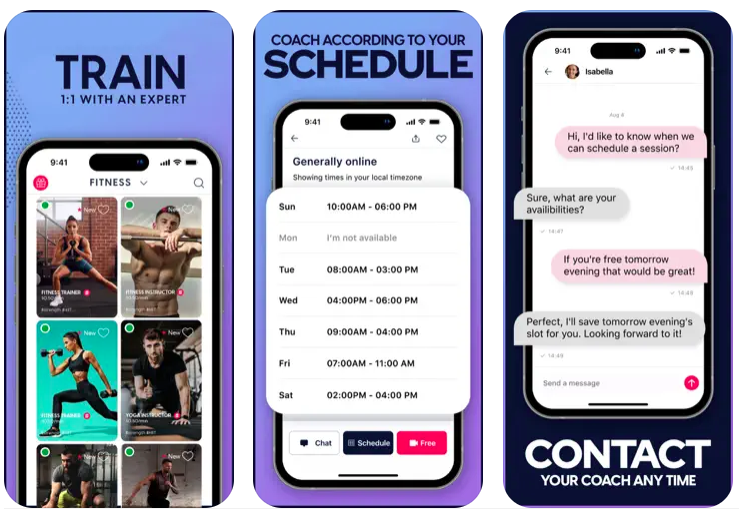 TRAIN
1:1 WITH AN EXPERT
9:41
FITNESS
New
New
FITNESS TRAINER
FITNESS INSTRUCTOR
New
New
FITNESS TRAINER
YOGA INSTRUCTOR
New
New
COACH ACCORDING TO YOUR
SCHEDULE
9:41
Generally online
Showing times in your local timezone
Sun 10:00AM - 06:00 PM
Mon I'm not available
Tue 08:00AM - 03:00 PM
Wed 04:00PM - 06:00 PM
Thu 09:00AM - 04:00 PM
Fri 07:00AM - 11:00 AM
Sat 02:00PM - 04:00 PM
Chat Schedule Free
9:41
Isabella
Aug 4
Hi, I'd like to know when we
can schedule a session?
14:45
Sure, what are your
availibilities?
14:41
If you're free tomorrow
evening that would be great!
14:48
Perfect, I'll save tomorrow evening's
slot for you. Looking forward to it!
14:49
Send a message
CONTACT
YOUR COACH ANY TIME